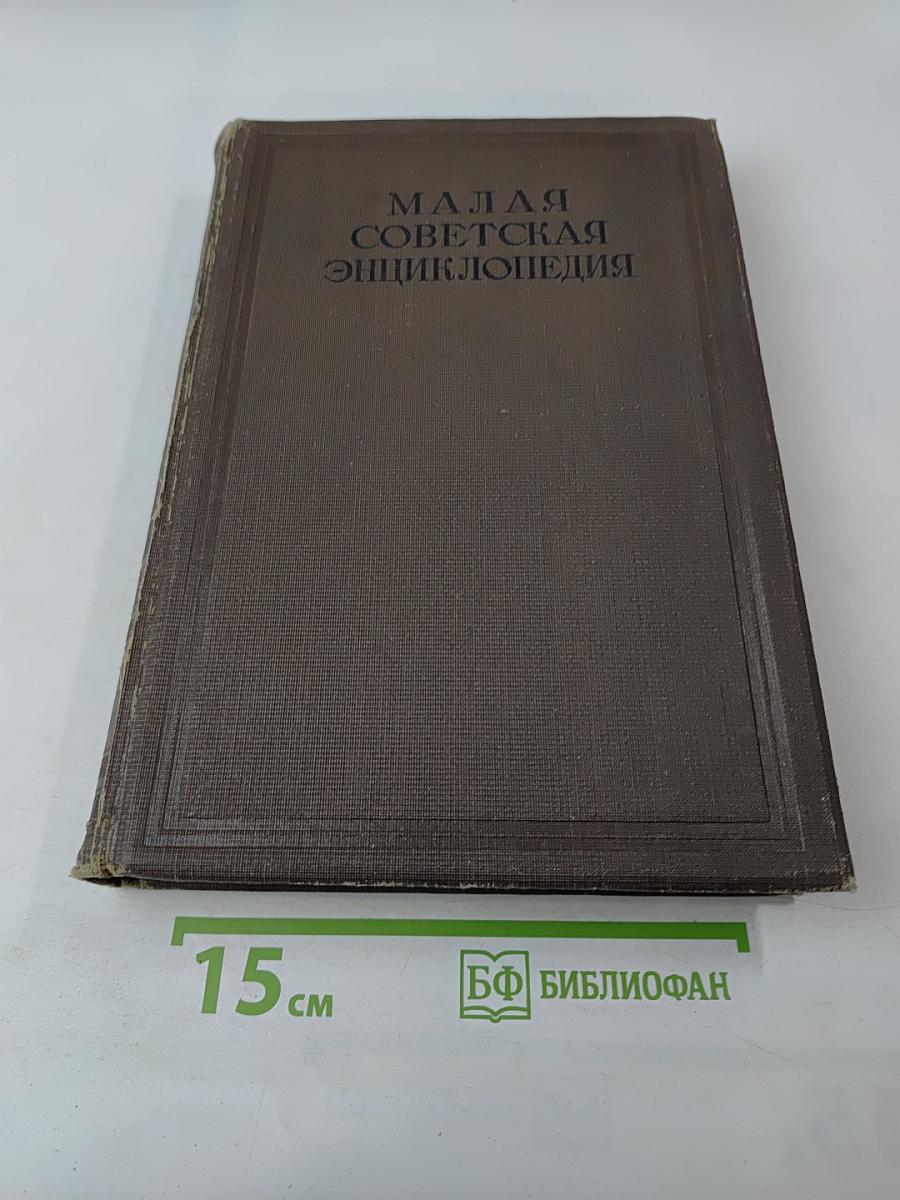 МАЛАЯ
СОВЕТСКАЯ
ЭНЦИКЛОПЕДИЯ
15 см
БФ БИБЛИОФАН